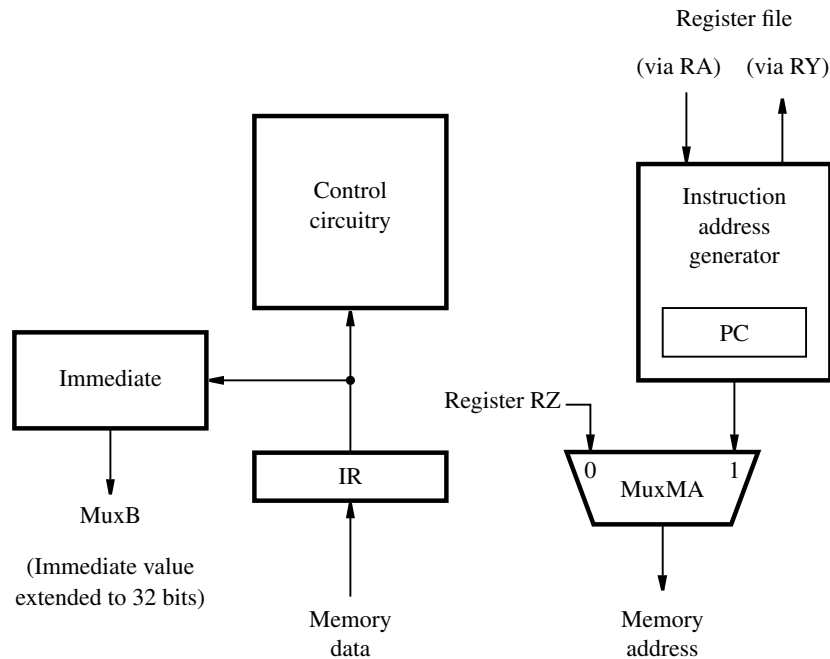 Register file
(via RA)
(via RY)
Control
circuitry
Instruction
address
generator
PC
Immediate
Register RZ
0
1
MuxMA
IR
MuxB
(Immediate value
extended to 32 bits)
Memory
data
Memory
address